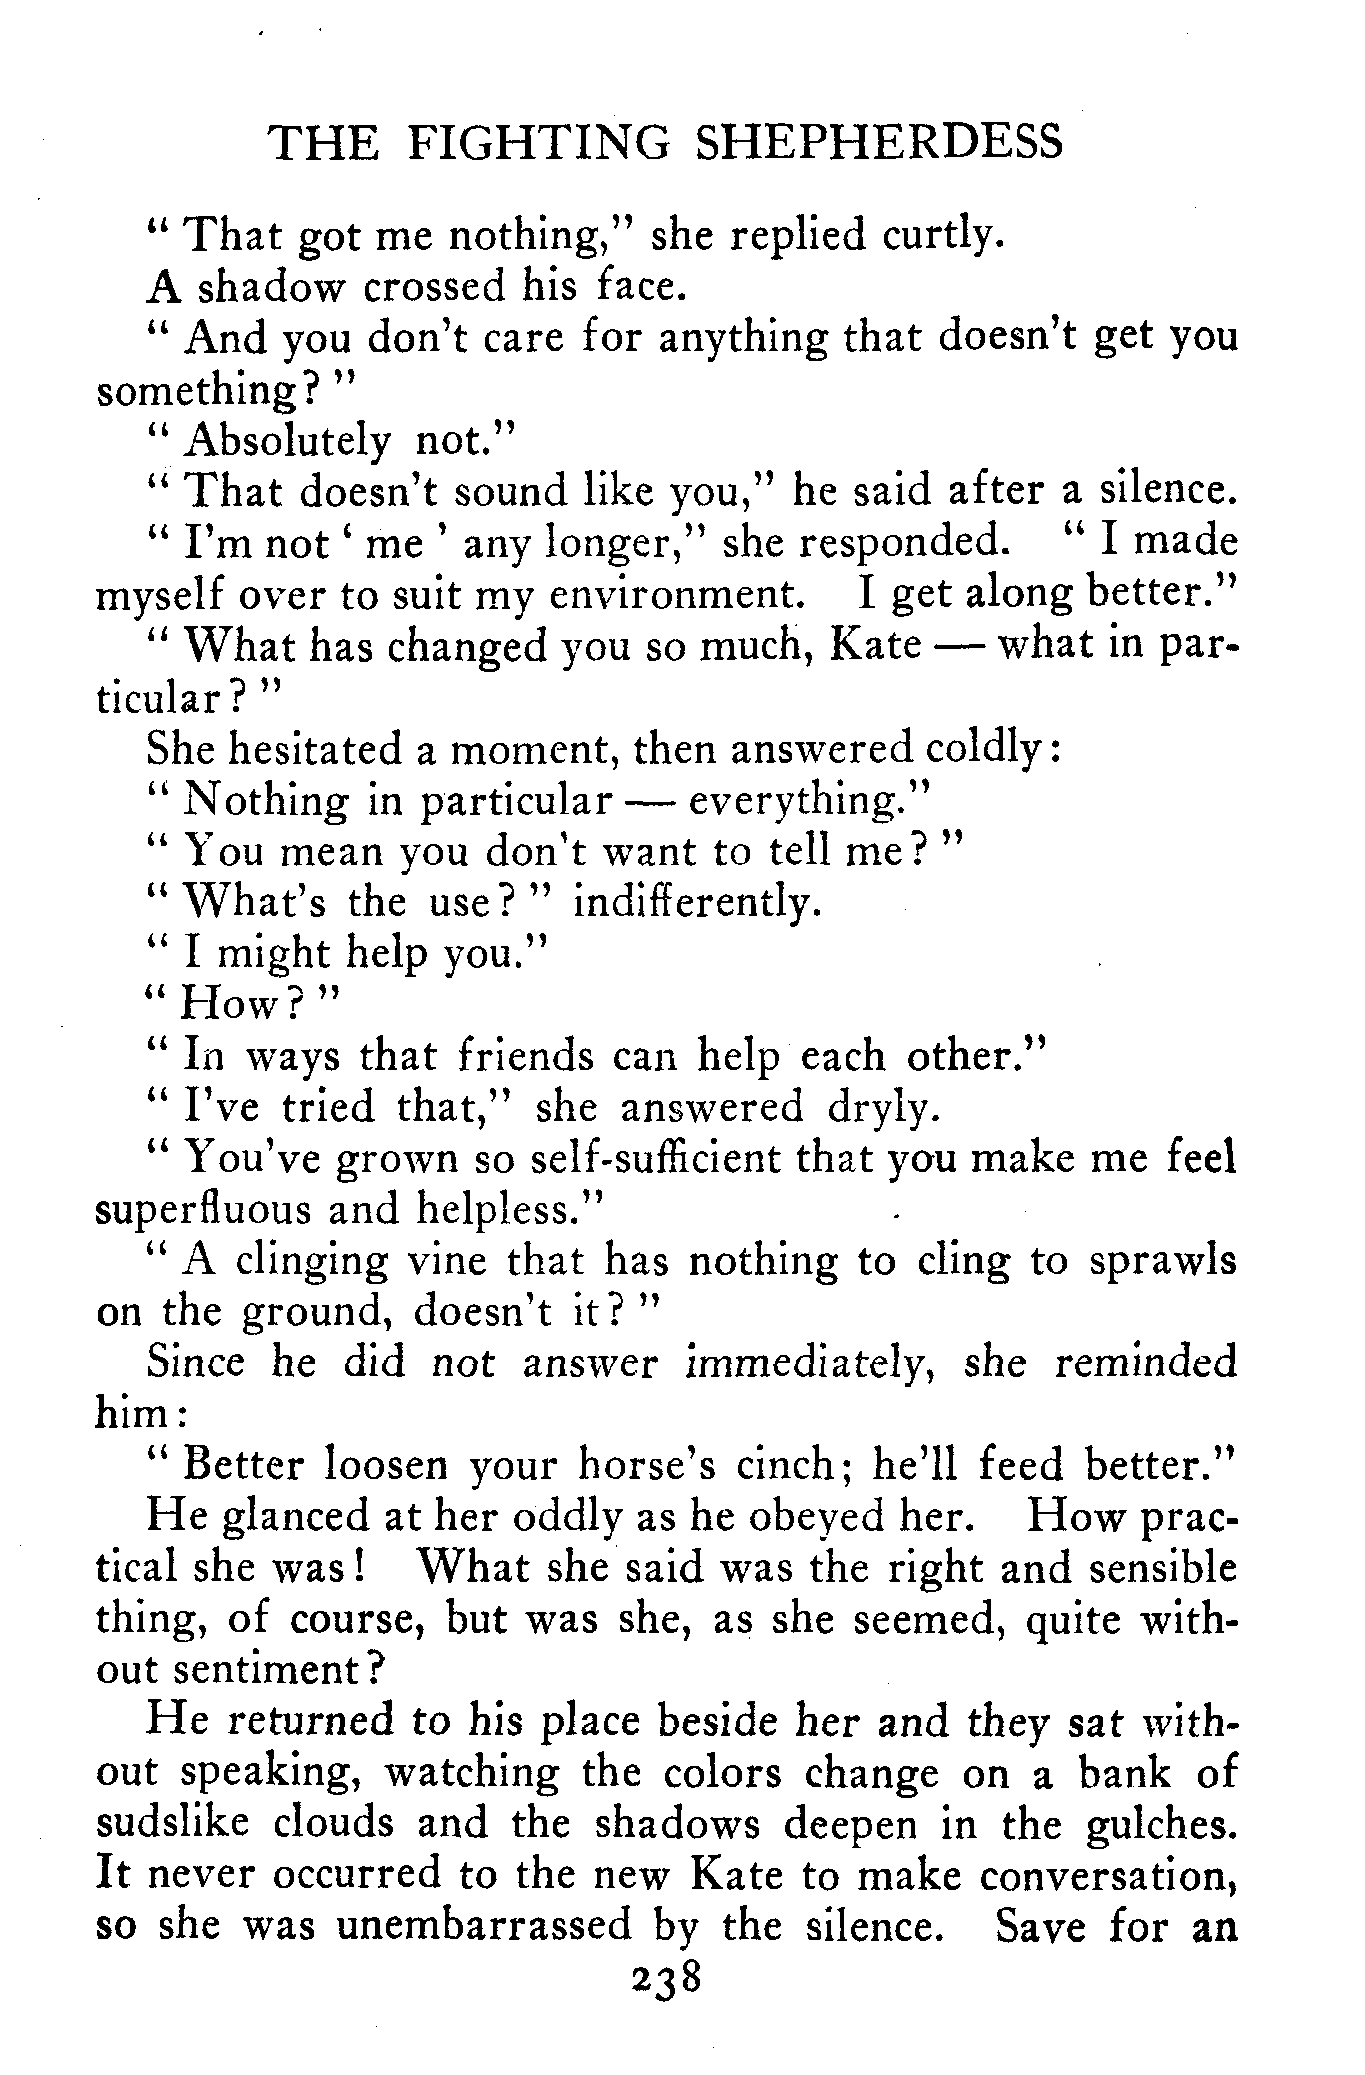 THE FIGHTING SHEPHERDESS
“ That got me nothing,” she replied curtly.
A shadow crossed his face.
“ And you don’t care for anything that doesn’t get you
something? ”
“ Absolutely not.”
“ That doesn’t sound like you,” he said after a silence.
“ I’m not ‘ me ’ any longer,” she responded. “ I made
myself over to suit my environment. I get along better.”
“ What has changed you so much, Kate — what in par-
ticular? ”
She hesitated a moment, then answered coldly:
“ Nothing in particular — everything.”
“ You mean you don’t want to tell me? ”
“ What’s the use? ” indifferently.
“ I might help you.”
“ How? ”
“ In ways that friends can help each other.”
“ I’ve tried that,” she answered dryly.
“ You’ve grown so self-sufficient that you make me feel
superfluous and helpless.”
“ A clinging vine that has nothing to cling to sprawls
on the ground, doesn’t it? ”
Since he did not answer immediately, she reminded
him:
“ Better loosen your horse’s cinch; he’ll feed better.”
He glanced at her oddly as he obeyed her. How prac-
tical she was! What she said was the right and sensible
thing, of course, but was she, as she seemed, quite with-
out sentiment?
He returned to his place beside her and they sat with-
out speaking, watching the colors change on a bank of
sudslike clouds and the shadows deepen in the gulches.
It never occurred to the new Kate to make conversation,
so she was unembarrassed by the silence. Save for an
238